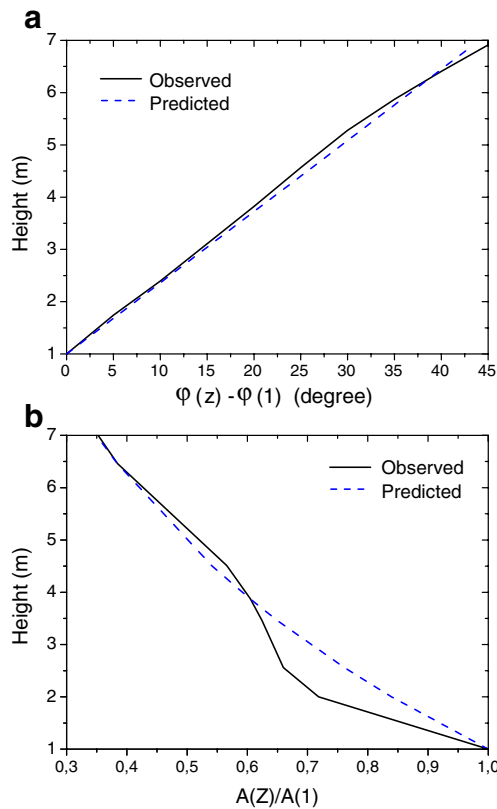 a
7
6
5
4
3
2
1
Height (m)
Observed
Predicted
0 5 10 15 20 25 30 35 40 45
φ(z) -φ(1) (degree)
b
7
6
5
4
3
2
1
Height (m)
Observed
Predicted
0,3 0,4 0,5 0,6 0,7 0,8 0,9 1,0
A(Z)/A(1)